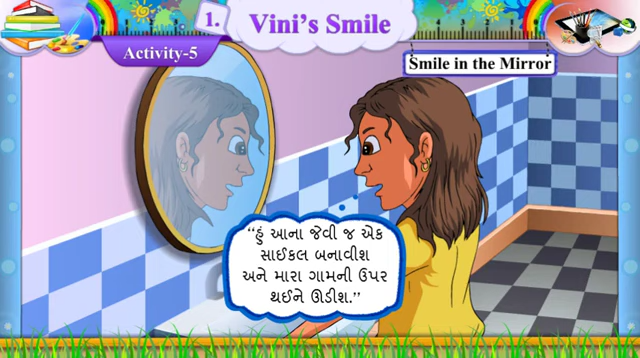 1.
Vini's Smile
Activity-5
Smile in the Mirror
“હું આના જેવી જ એક
સાઈકલ બનાવીશ
અને મારા ગામની ઉપર
થઈને ઊડીશ.”